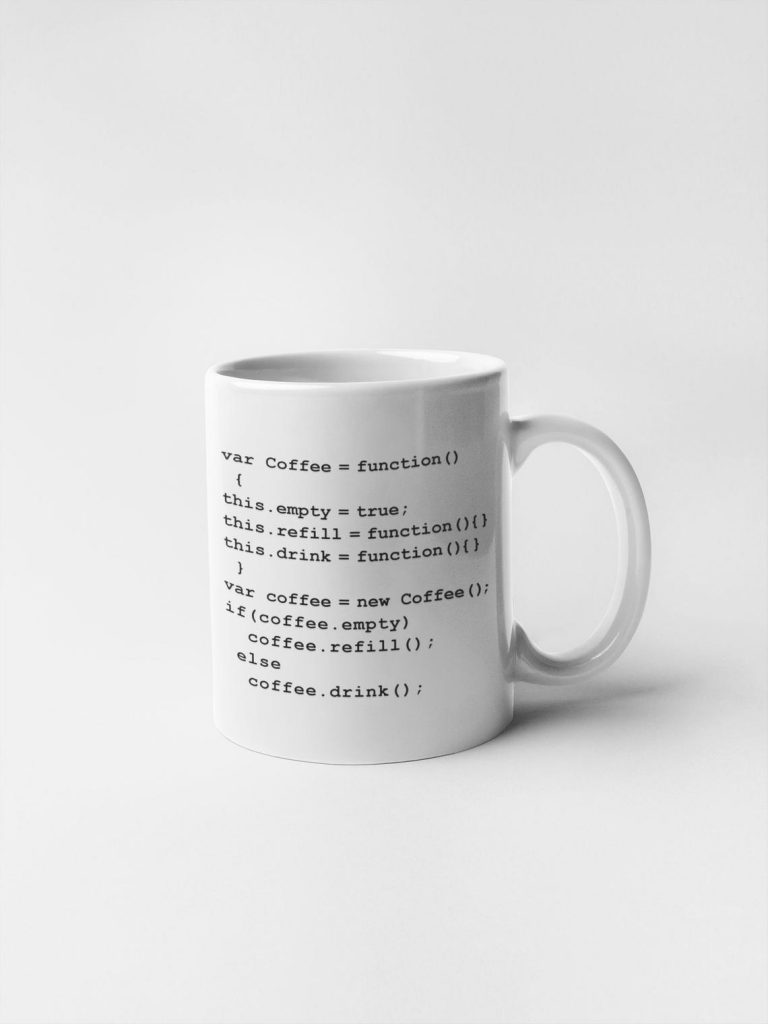 var Coffee = function()
{
this.empty = true;
this.refill = function(){}
this.drink = function(){}
}
var coffee = new Coffee();
if(coffee.empty)
coffee.refill();
else
coffee.drink();